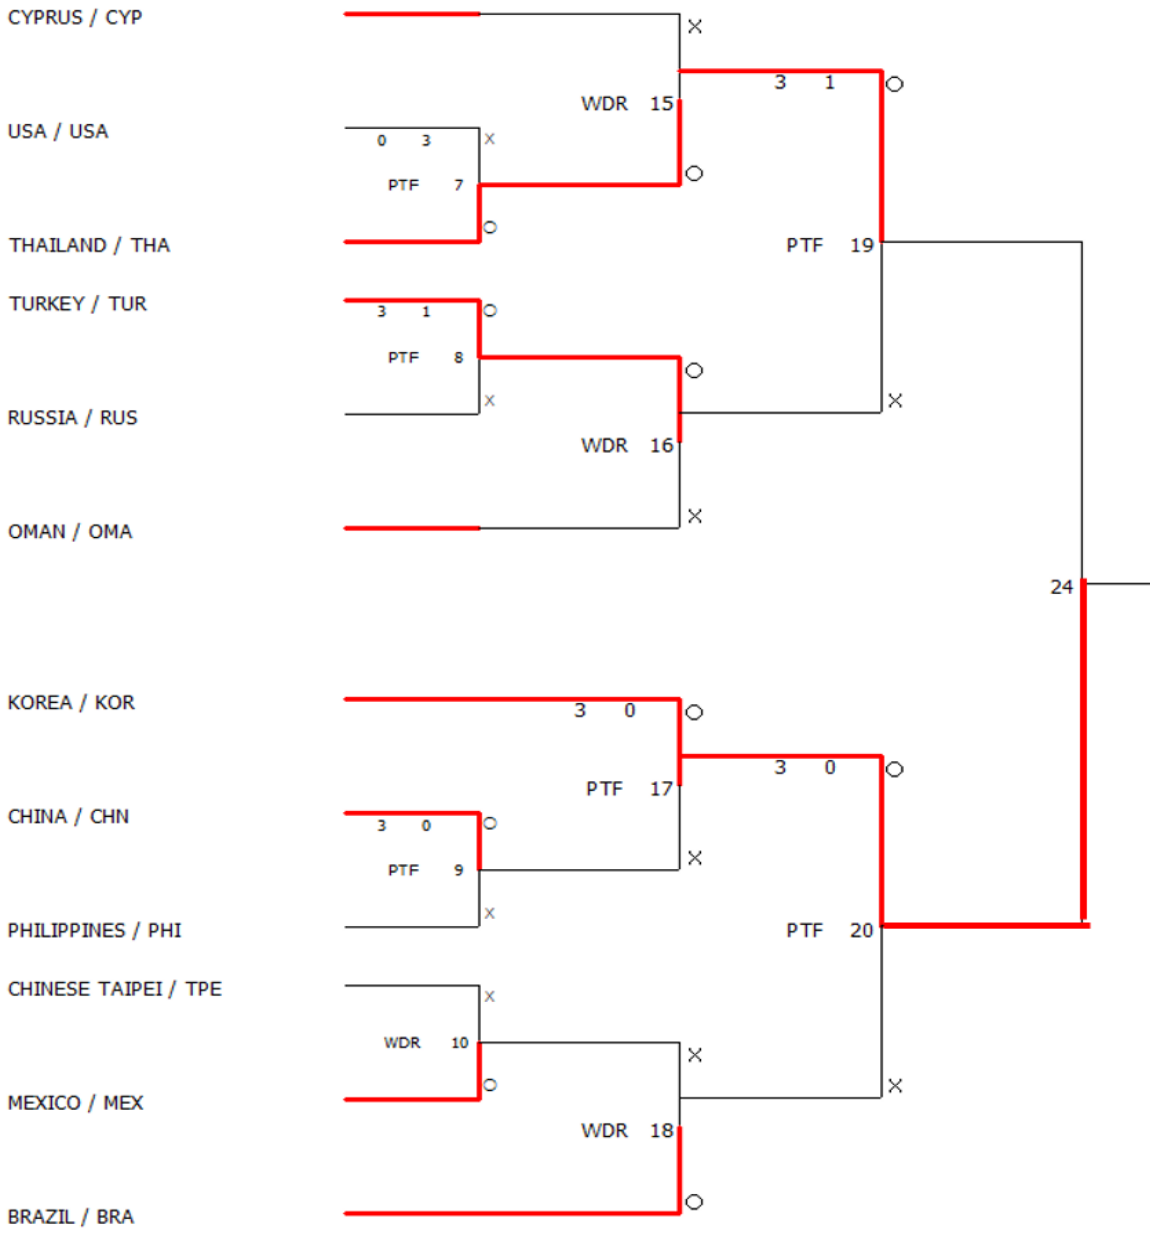 CYPRUS / CYP
X
3 1
O
WDR 15
USA / USA
0 3
X
PTF 7
O
O
THAILAND / THA
PTF 19
TURKEY / TUR
3 1
O
PTF 8
O
X
X
RUSSIA / RUS
WDR 16
X
OMAN / OMA
24
KOREA / KOR
3 0
O
3 0
O
PTF 17
CHINA / CHN
3 0
O
X
PTF 9
X
PHILIPPINES / PHI
PTF 20
CHINESE TAIPEI / TPE
X
WDR 10
X
O
X
MEXICO / MEX
WDR 18
O
BRAZIL / BRA